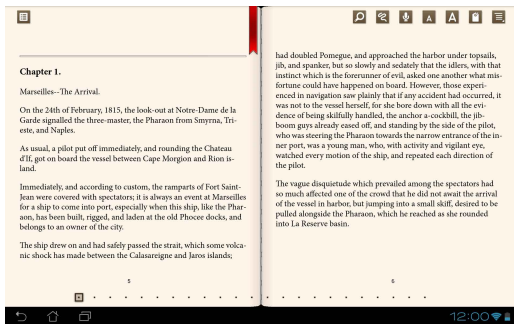 Chapter 1.
Marseilles--The Arrival.
On the 24th of February, 1815, the look-out at Notre-Dame de la
Garde signalled the three-master, the Pharaon from Smyrna, Tri-
este, and Naples.
As usual, a pilot put off immediately, and rounding the Chateau
d'If, got on board the vessel between Cape Morgion and Rion is-
land.
Immediately, and according to custom, the ramparts of Fort Saint-
Jean were covered with spectators; it is always an event at Marseilles
for a ship to come into port, especially when this ship, like the Phar-
aon, has been built, rigged, and laden at the old Phocee docks, and
belongs to an owner of the city.
The ship drew on and had safely passed the strait, which some volca-
nic shock has made between the Calasareigne and Jaros islands;
5
had doubled Pomegue, and approached the harbor under topsails,
jib, and spanker, but so slowly and sedately that the idlers, with that
instinct which is the forerunner of evil, asked one another what mis-
fortune could have happened on board. However, those experi-
enced in navigation saw plainly that if any accident had occurred, it
was not to the vessel herself, for she bore down with all the evi-
dence of being skilfully handled, the anchor a-cockbill, the jib-
boom guys already eased off, and standing by the side of the pilot,
who was steering the Pharaon towards the narrow entrance of the in-
ner port, was a young man, who, with activity and vigilant eye,
watched every motion of the ship, and repeated each direction of
the pilot.
The vague disquietude which prevailed among the spectators had
so much affected one of the crowd that he did not await the arrival
of the vessel in harbor, but jumping into a small skiff, desired to be
pulled alongside the Pharaon, which he reached as she rounded
into La Reserve basin.
6
A
A
12:00